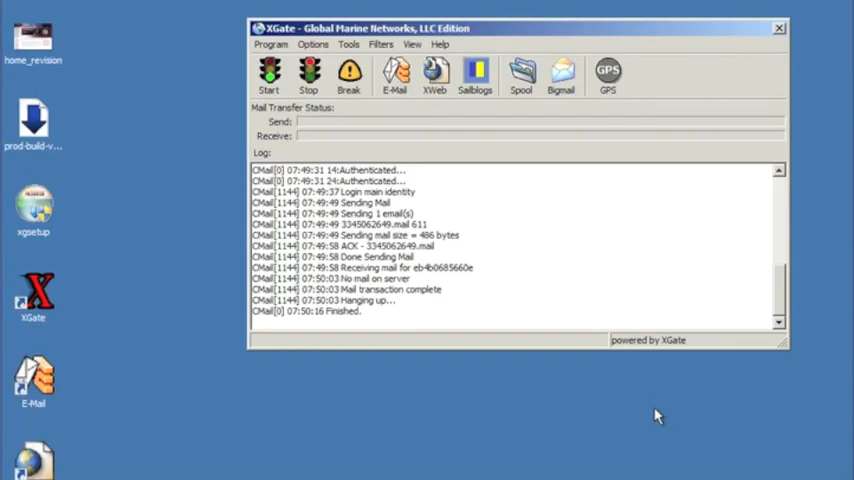 home_revision
prod-build-v...
xgsetup
XGate
E-Mail
XGate - Global Marine Networks, LLC Edition
Program Options Tools Filters View Help
Start Stop Break E-Mail XWeb Sailblogs Spool Bigmail GPS GPS
Mail Transfer Status:
Send:
Receive:
Log:
CMail[0] 07:49:31 14:Authenticated...
CMail[0] 07:49:31 24:Authenticated...
CMail[1144] 07:49:37 Login main identity
CMail[1144] 07:49:49 Sending Mail
CMail[1144] 07:49:49 Sending 1 email(s)
CMail[1144] 07:49:49 3345062649.mail 611
CMail[1144] 07:49:49 Sending mail size = 486 bytes
CMail[1144] 07:49:58 ACK - 3345062649.mail
CMail[1144] 07:49:58 Done Sending Mail
CMail[1144] 07:49:58 Receiving mail for eb4b0685660e
CMail[1144] 07:50:03 No mail on server
CMail[1144] 07:50:03 Mail transaction complete
CMail[1144] 07:50:03 Hanging up...
CMail[0] 07:50:16 Finished.
powered by XGate